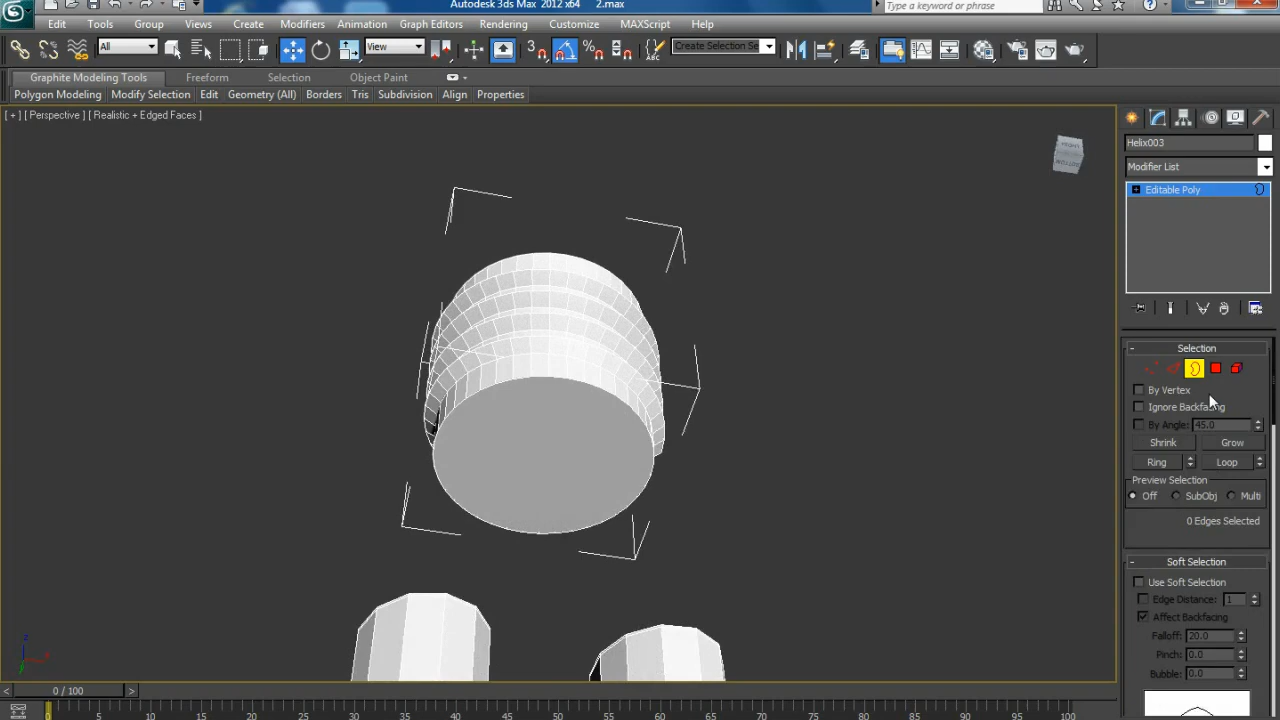 Autodesk 3ds Max 2012 x64    2.max
Enter a keyword or phrase
Edit Tools Group Views Create Modifiers Animation Graph Editors Rendering Customize MAXScript Help
All
View
3
Create Selection Se
Graphite Modeling Tools Freeform Selection Object Paint
Polygon Modeling Modify Selection Edit Geometry (All) Borders Tris Subdivision Align Properties
[ + ] [ Perspective ] [ Realistic + Edged Faces ]
BOTTOM
Helix003
Modifier List
Editable Poly
Selection
By Vertex
Ignore Backfacing
By Angle: 45.0
Shrink Grow
Ring Loop
Preview Selection
Off SubObj Multi
0 Edges Selected
Soft Selection
Use Soft Selection
Edge Distance: 1
Affect Backfacing
Falloff: 20.0
Pinch: 0.0
Bubble: 0.0
z
< 0 / 100 >
0 5 10 15 20 25 30 35 40 45 50 55 60 65 70 75 80 85 90 95 100